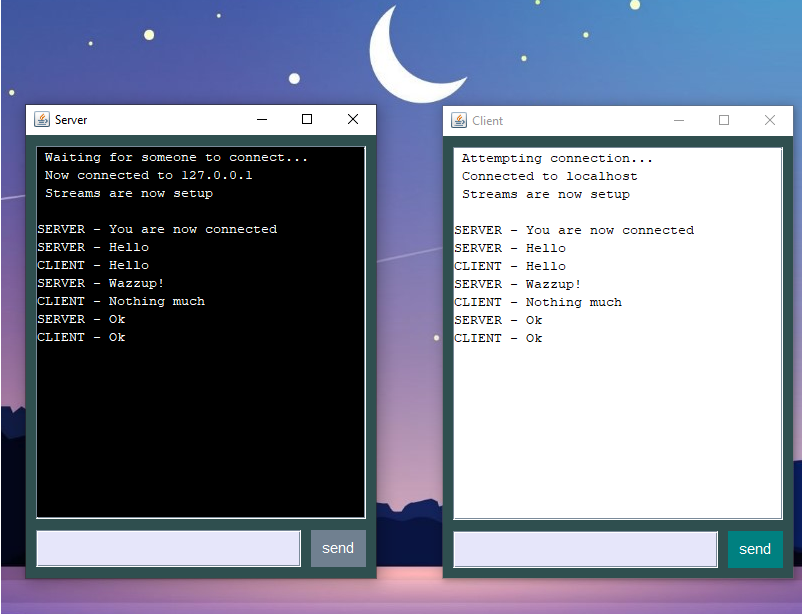 Server
Waiting for someone to connect...
Now connected to 127.0.0.1
Streams are now setup
SERVER - You are now connected
SERVER - Hello
CLIENT - Hello
SERVER - Wazzup!
CLIENT - Nothing much
SERVER - Ok
CLIENT - Ok
send
Client
Attempting connection...
Connected to localhost
Streams are now setup
SERVER - You are now connected
SERVER - Hello
CLIENT - Hello
SERVER - Wazzup!
CLIENT - Nothing much
SERVER - Ok
CLIENT - Ok
send